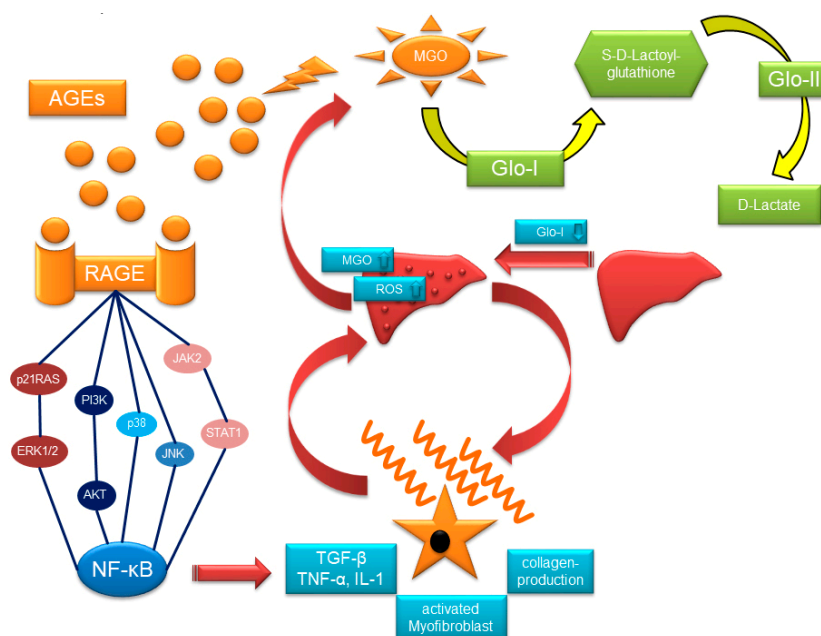 MGO
S-D-Lactoyl-
glutathione
Glo-II
AGEs
Glo-I
D-Lactate
Glo-I
MGO
ROS
RAGE
JAK2
p21RAS
PI3K
p38
STAT1
ERK1/2
JNK
AKT
NF-κB
TGF-β
TNF-α, IL-1
collagen-
production
activated
Myofibroblast